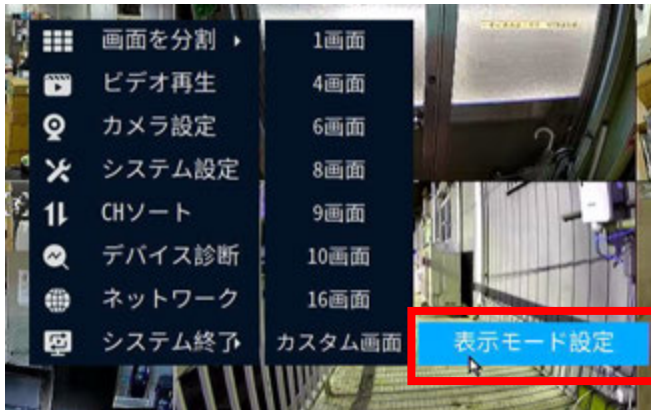 画面を分割
ビデオ再生
カメラ設定
システム設定
CHソート
デバイス診断
ネットワーク
システム終了
1画面
4画面
6画面
8画面
9画面
10画面
16画面
カスタム画面
表示モード設定